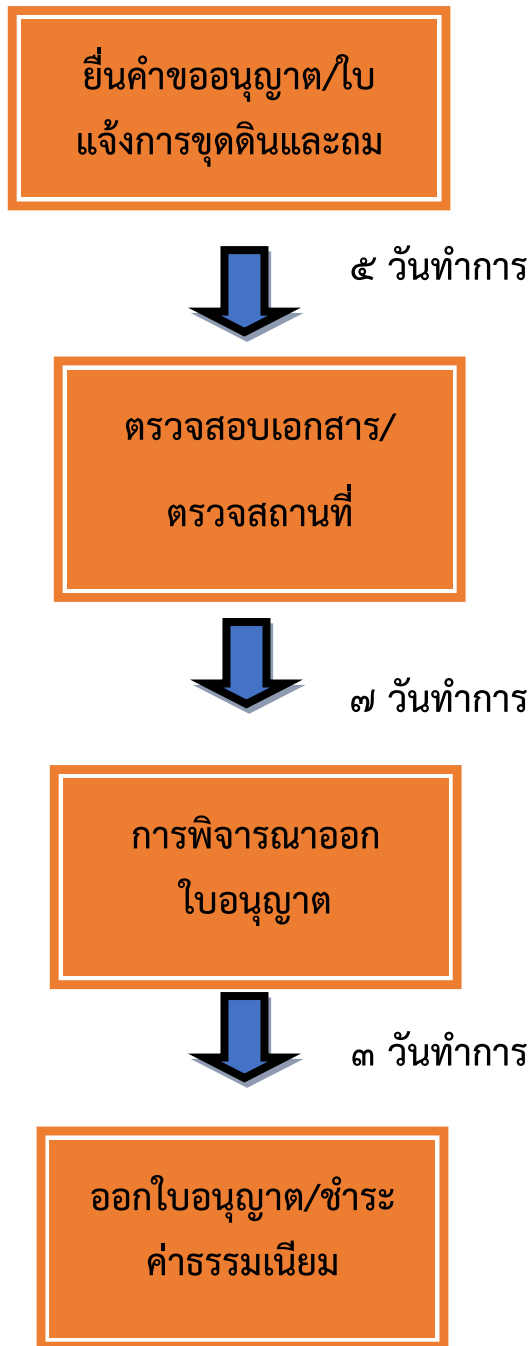 ยื่นคำขออนุญาต/ใบ
แจ้งการขุดดินและถม
๕ วันทำการ
ตรวจสอบเอกสาร/
ตรวจสถานที่
๗ วันทำการ
การพิจารณาออก
ใบอนุญาต
๓ วันทำการ
ออกใบอนุญาต/ชำระ
ค่าธรรมเนียม